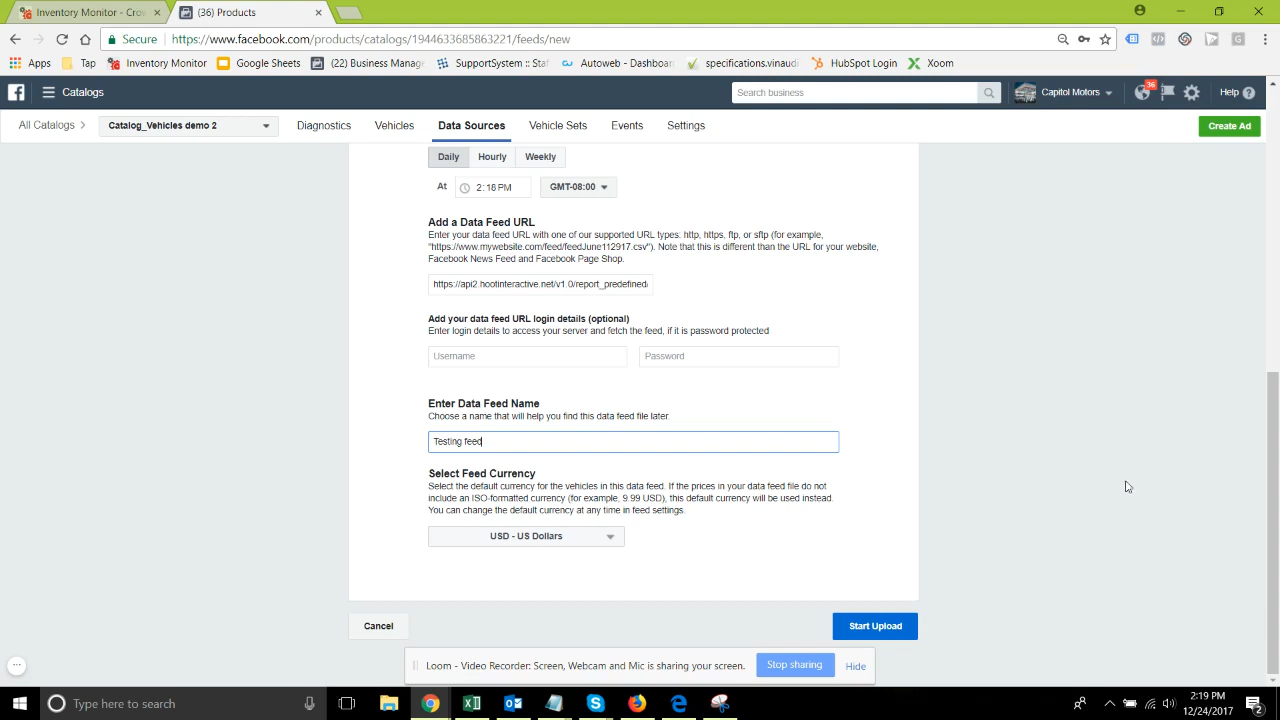 Inventory Monitor - Crow
(36) Products
Secure
https://www.facebook.com/products/catalogs/1944633685863221/feeds/new
Apps
Tap
Inventory Monitor
Google Sheets
(22) Business Manage
SupportSystem :: Staf
Autoweb - Dashboard
specifications.vinaudi
HubSpot Login
Xoom
Catalogs
Search business
Capitol Motors
36
Help
All Catalogs
Catalog_Vehicles demo 2
Diagnostics
Vehicles
Data Sources
Vehicle Sets
Events
Settings
Create Ad
Daily
Hourly
Weekly
At
2:18 PM
GMT-08:00
Add a Data Feed URL
Enter your data feed URL with one of our supported URL types: http, https, ftp, or sftp (for example,
"https://www.mywebsite.com/feed/feedJune112917.csv"). Note that this is different than the URL for your website,
Facebook News Feed and Facebook Page Shop.
https://api2.hootinteractive.net/v1.0/report_predefined/
Add your data feed URL login details (optional)
Enter login details to access your server and fetch the feed, if it is password protected
Username
Password
Enter Data Feed Name
Choose a name that will help you find this data feed file later.
Testing feed
Select Feed Currency
Select the default currency for the vehicles in this data feed. If the prices in your data feed file do not
include an ISO-formatted currency (for example, 9.99 USD), this default currency will be used instead.
You can change the default currency at any time in feed settings.
USD - US Dollars
Cancel
Start Upload
Loom - Video Recorder: Screen, Webcam and Mic is sharing your screen.
Stop sharing
Hide
Type here to search
2:19 PM
12/24/2017
2